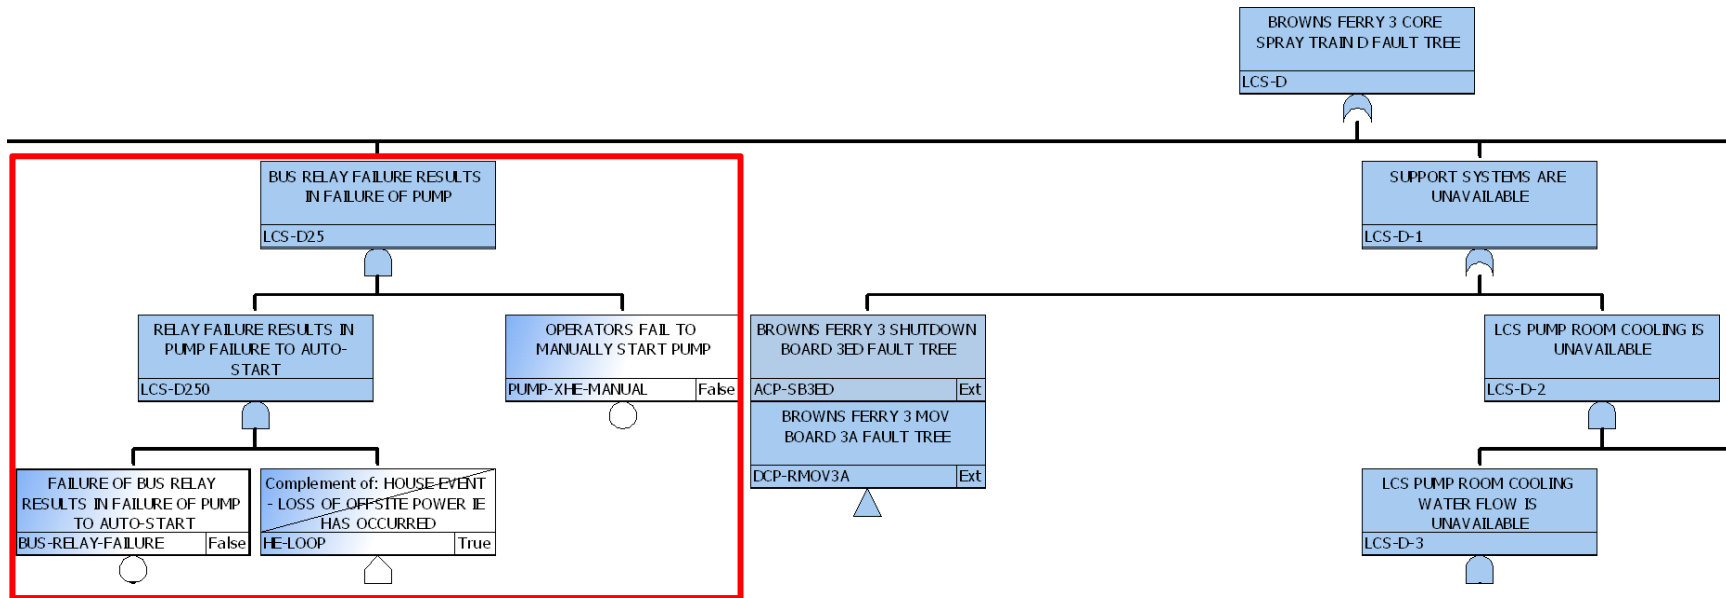 BROWNS FERRY 3 CORE
SPRAY TRAIN D FAULT TREE
LCS-D
BUS RELAY FAILURE RESULTS
IN FAILURE OF PUMP
LCS-D25
SUPPORT SYSTEMS ARE
UNAVAILABLE
LCS-D-1
RELAY FAILURE RESULTS IN
PUMP FAILURE TO AUTO-
START
LCS-D250
OPERATORS FAIL TO
MANUALLY START PUMP
PUMP-XHE-MANUAL False
BROWNS FERRY 3 SHUTDOWN
BOARD 3ED FAULT TREE
ACP-SB3ED Ext
BROWNS FERRY 3 MOV
BOARD 3A FAULT TREE
DCP-RMOV3A Ext
LCS PUMP ROOM COOLING IS
UNAVAILABLE
LCS-D-2
FAILURE OF BUS RELAY
RESULTS IN FAILURE OF PUMP
TO AUTO-START
BUS-RELAY-FAILURE False
Complement of: HOUSE EVENT
- LOSS OF OFFSITE POWER IE
HAS OCCURRED
HE-LOOP True
LCS PUMP ROOM COOLING
WATER FLOW IS
UNAVAILABLE
LCS-D-3